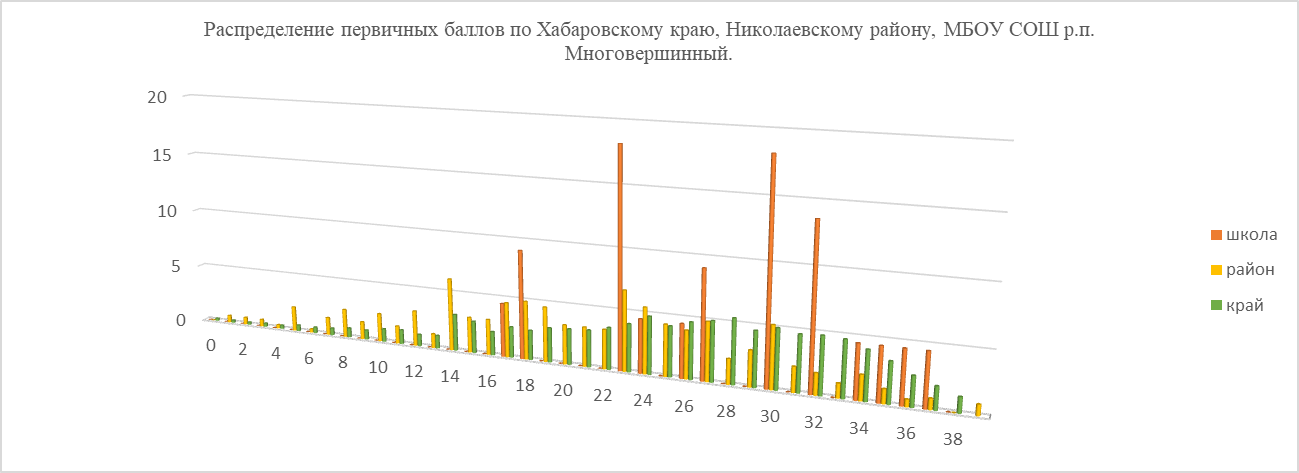 Распределение первичных баллов по Хабаровскому краю, Николаевскому району, МБОУ СОШ р.п.
Многовершинный.
20
15
10
5
0
0 2 4 6 8 10 12 14 16 18 20 22 24 26 28 30 32 34 36 38
школа
район
край